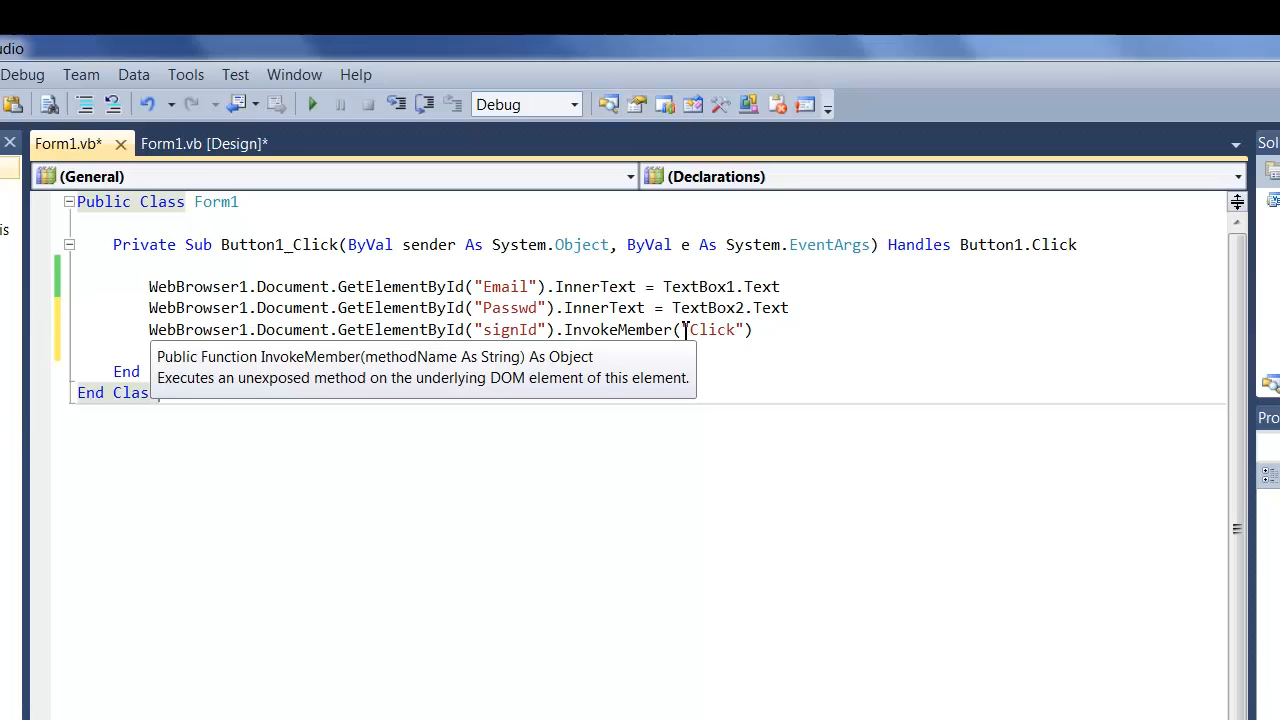 udio
Debug Team Data Tools Test Window Help
Debug
Form1.vb* Form1.vb [Design]* Sol
(General) (Declarations)
Public Class Form1
Private Sub Button1_Click(ByVal sender As System.Object, ByVal e As System.EventArgs) Handles Button1.Click
is
WebBrowser1.Document.GetElementById("Email").InnerText = TextBox1.Text
WebBrowser1.Document.GetElementById("Passwd").InnerText = TextBox2.Text
WebBrowser1.Document.GetElementById("signId").InvokeMember("Click")
Public Function InvokeMember(methodName As String) As Object
End
Executes an unexposed method on the underlying DOM element of this element.
End Clas
Pro